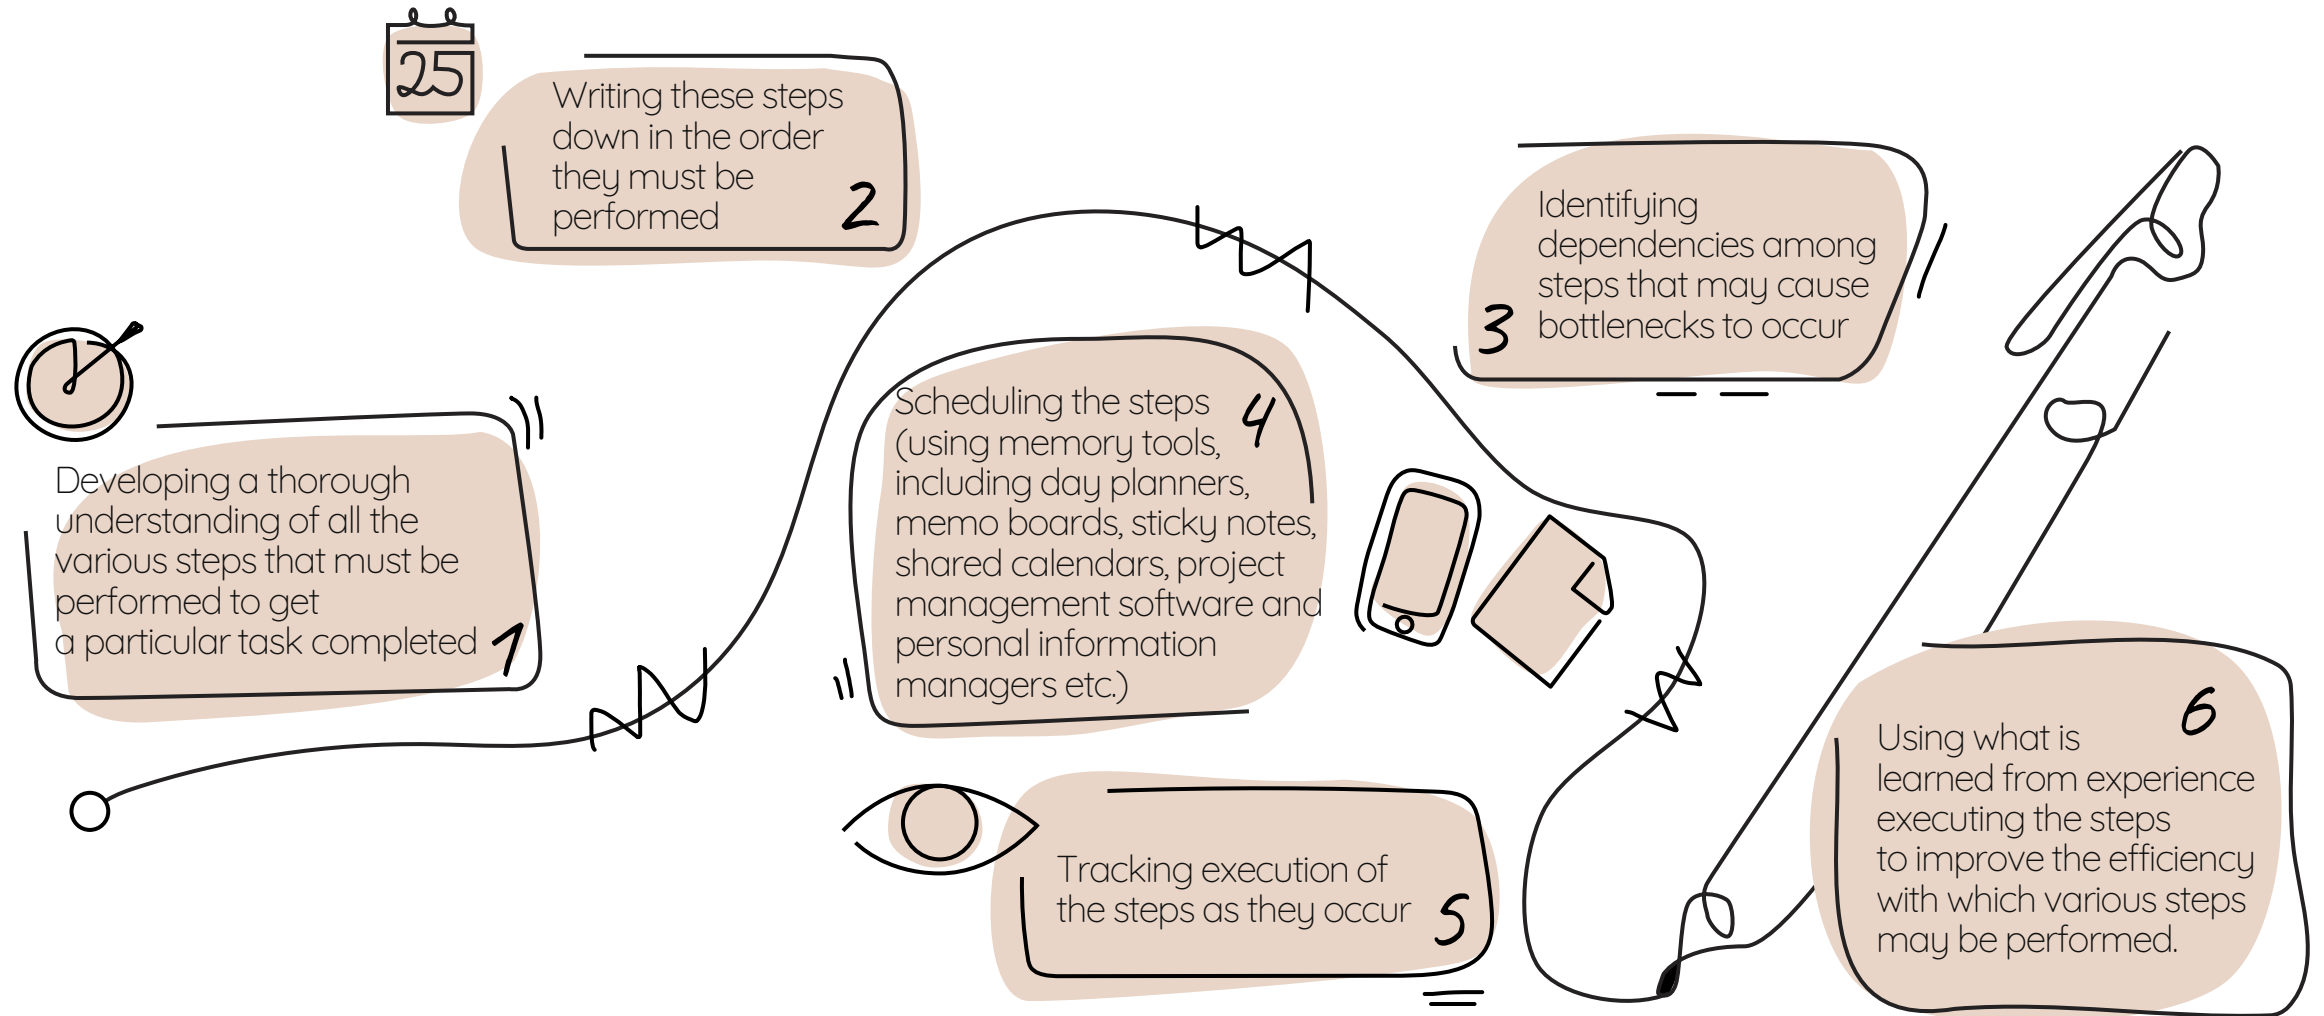 25
Developing a thorough
understanding of all the
various steps that must be
performed to get
a particular task completed
1
Writing these steps
down in the order
they must be
performed
2
Identifying
dependencies among
steps that may cause
bottlenecks to occur
3
Scheduling the steps
(using memory tools,
including day planners,
memo boards, sticky notes,
shared calendars, project
management software and
personal information
managers etc.)
4
Tracking execution of
the steps as they occur
5
6
Using what is
learned from experience
executing the steps
to improve the efficiency
with which various steps
may be performed.